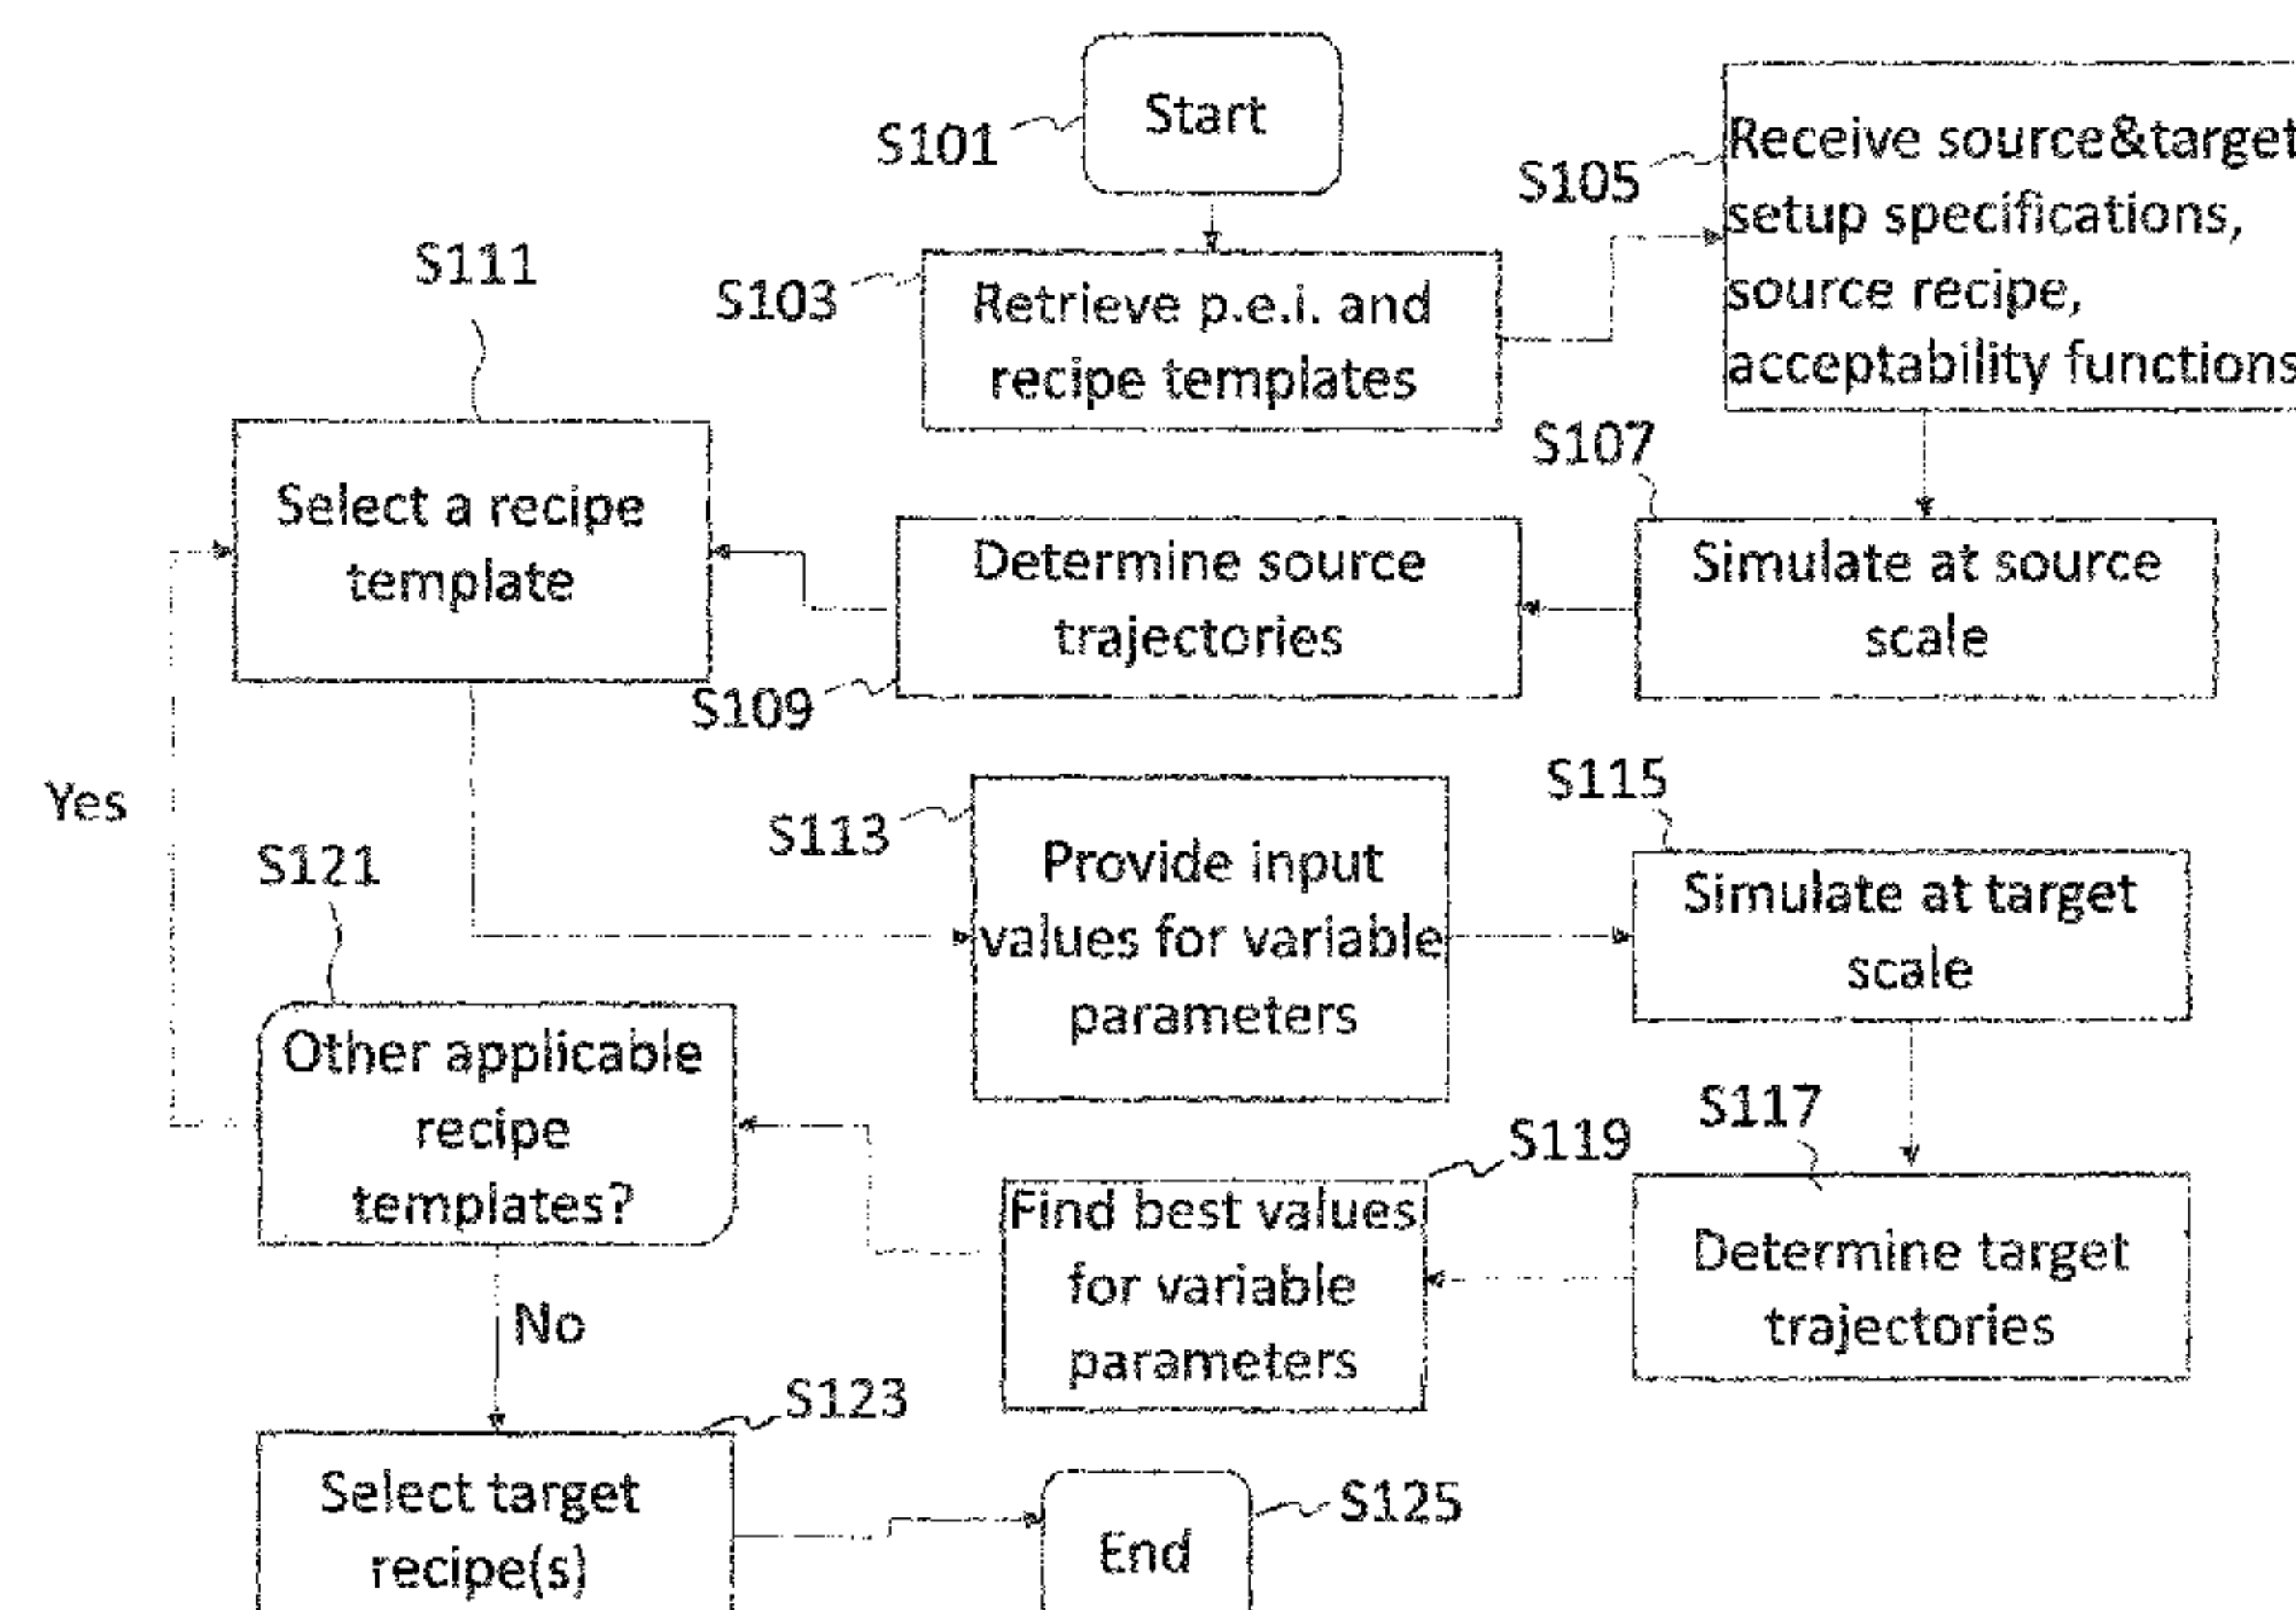 S101
Start
S103
Retrieve p.e.i. and
recipe templates
S105
Receive source&target
setup specifications,
source recipe,
acceptability functions
S107
Simulate at source
scale
S109
Determine source
trajectories
S111
Select a recipe
template
S113
Provide input
values for variable
parameters
S115
Simulate at target
scale
S117
Determine target
trajectories
S119
Find best values
for variable
parameters
S121
Other applicable
recipe
templates?
Yes
No
S123
Select target
recipe(s)
S125
End